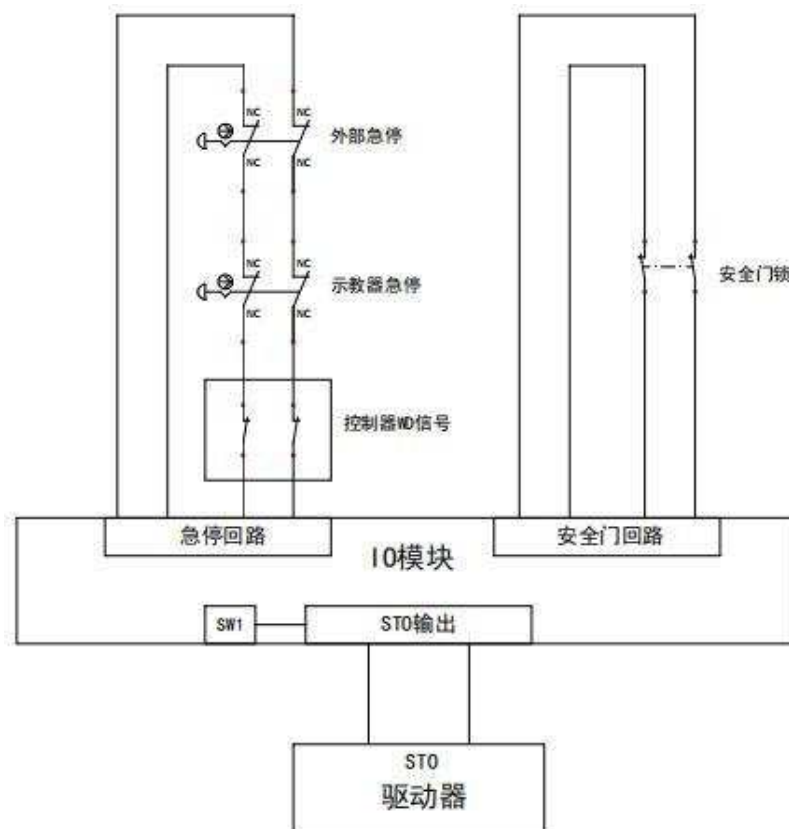 NC NC
外部急停
NC NC
NC NC
示教器急停
NC NC
安全门锁
控制器WD信号
急停回路
安全门回路
IO模块
SW1
STO输出
STO
驱动器